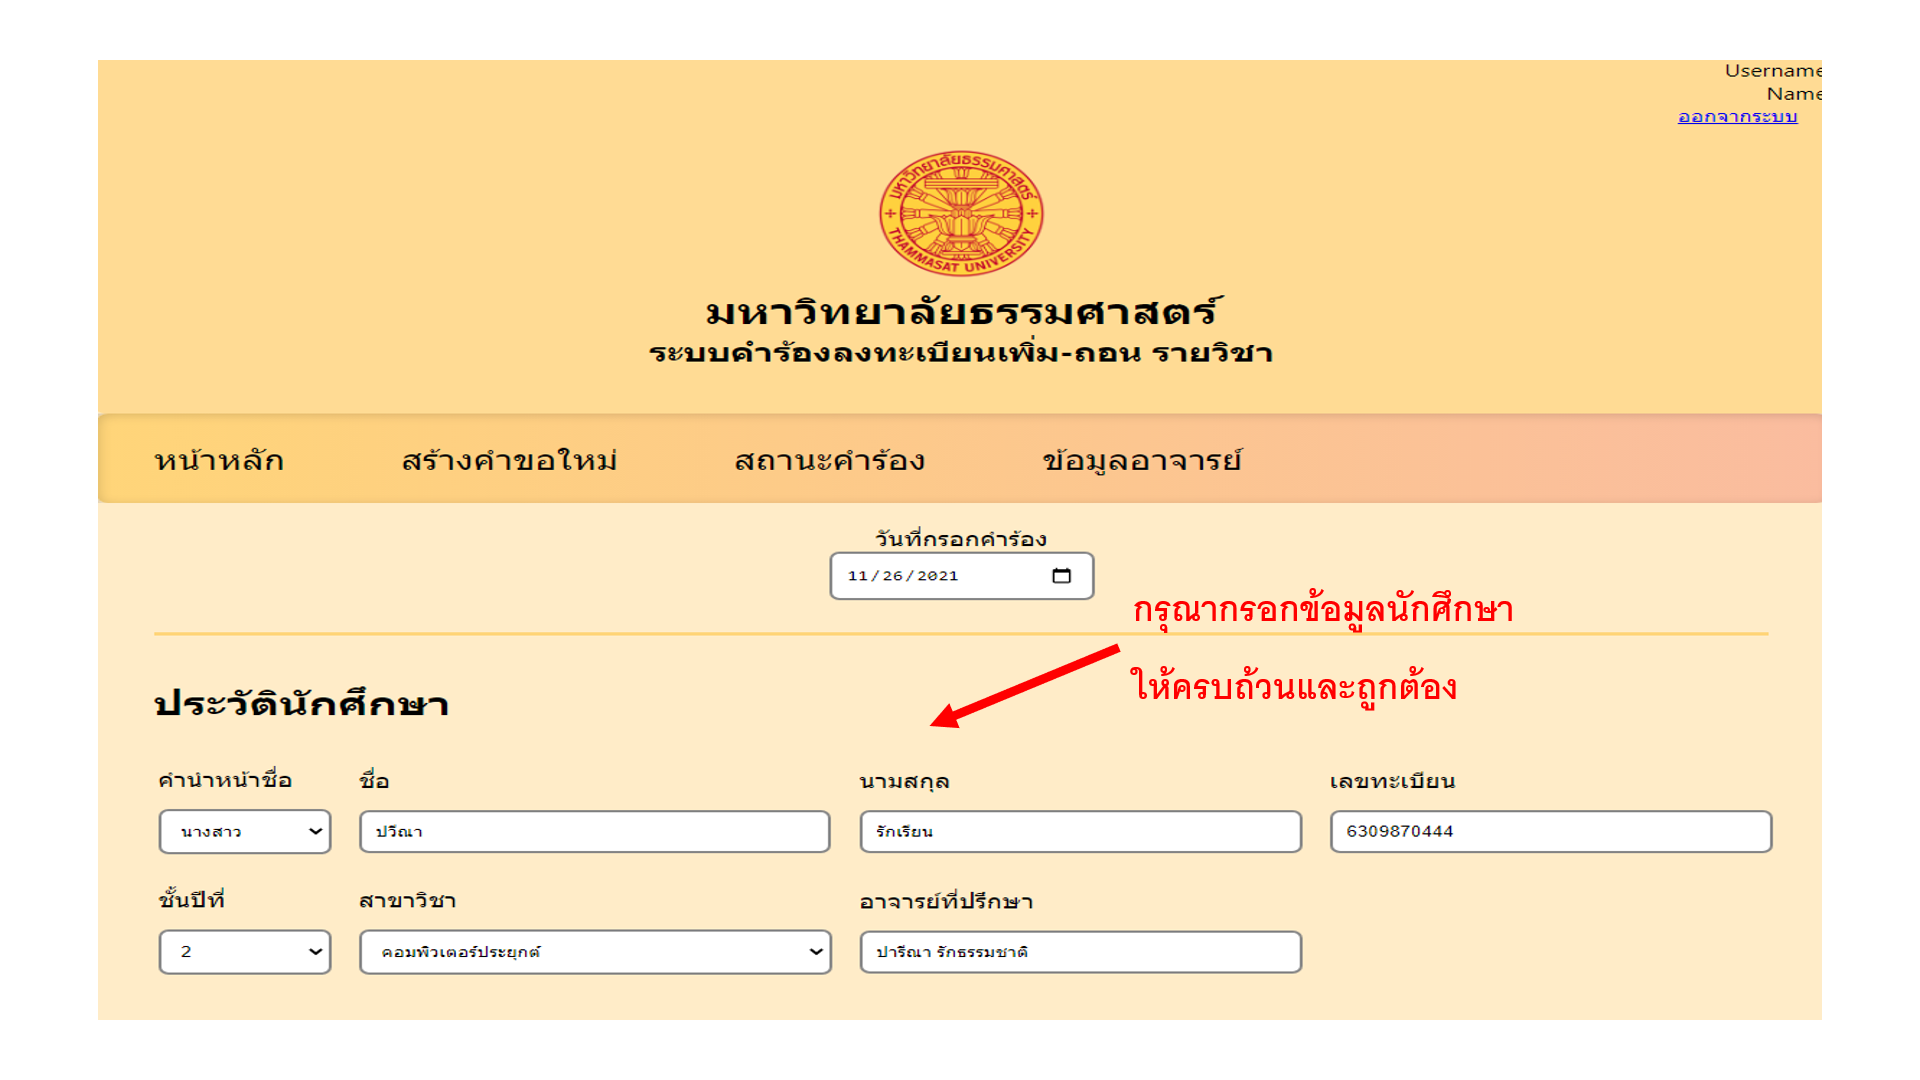 Username
Name
ออกจากระบบ
มหาวิทยาลัยธรรมศาสตร์
THAMMASAT UNIVERSITY
มหาวิทยาลัยธรรมศาสตร์
ระบบคำร้องลงทะเบียนเพิ่ม-ถอน รายวิชา
หน้าหลัก สร้างคำขอใหม่ สถานะคำร้อง ข้อมูลอาจารย์
วันที่กรอกคำร้อง
11/26/2021
กรุณากรอกข้อมูลนักศึกษา
ให้ครบถ้วนและถูกต้อง
ประวัตินักศึกษา
คำนำหน้าชื่อ ชื่อ นามสกุล เลขทะเบียน
นางสาว ปวีณา รักเรียน 6309870444
ชั้นปีที่ สาขาวิชา อาจารย์ที่ปรึกษา
2 คอมพิวเตอร์ประยุกต์ ปารีณา รักธรรมชาติ